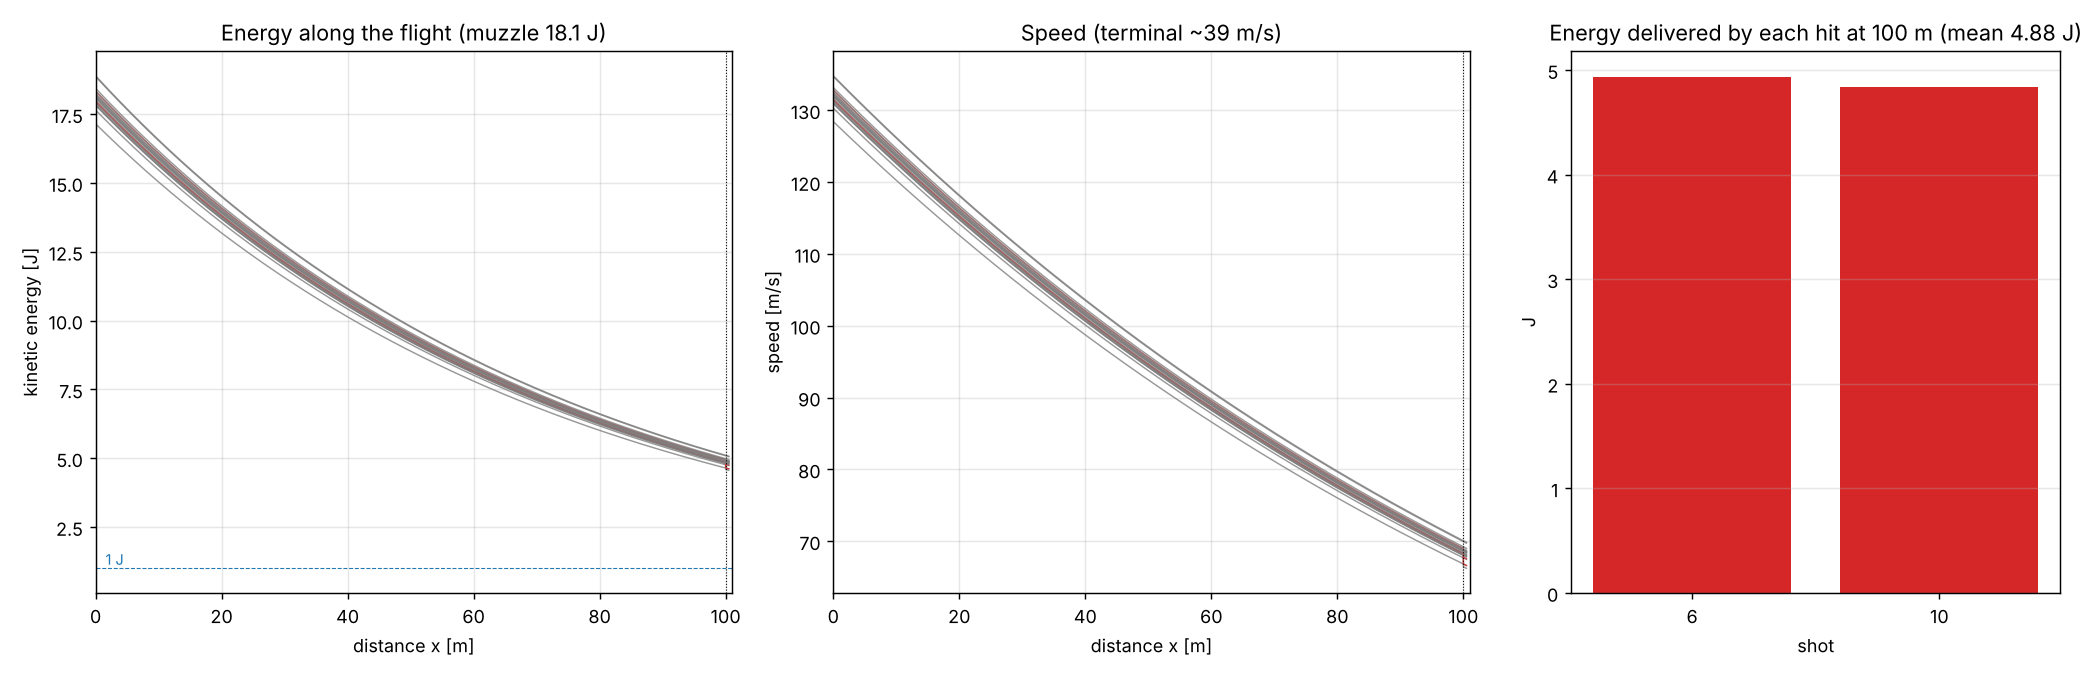 Energy along the flight (muzzle 18.1 J)
kinetic energy [J]
17.5
15.0
12.5
10.0
7.5
5.0
2.5
1 J
0 20 40 60 80 100
distance x [m]
Speed (terminal ~39 m/s)
speed [m/s]
130
120
110
100
90
80
70
0 20 40 60 80 100
distance x [m]
Energy delivered by each hit at 100 m (mean 4.88 J)
J
5
4
3
2
1
0
6 10
shot